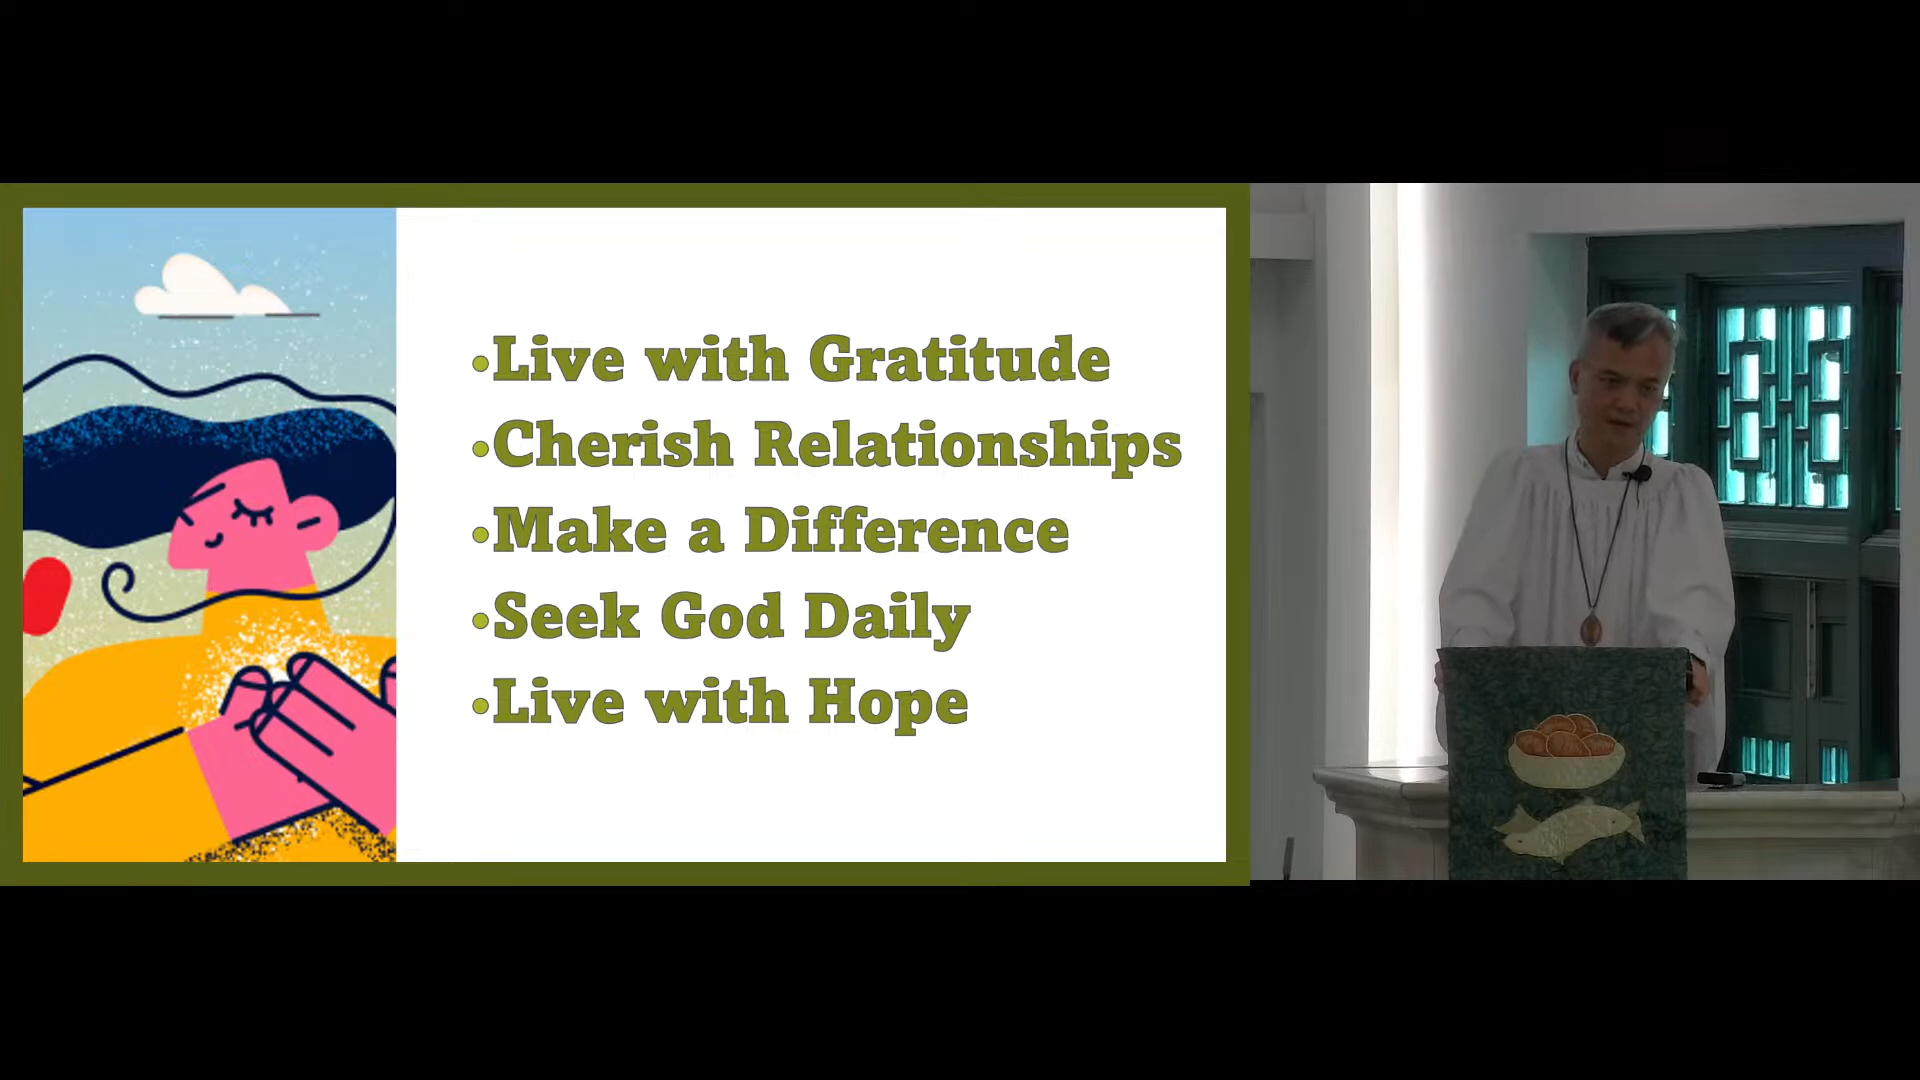 •Live with Gratitude
•Cherish Relationships
•Make a Difference
•Seek God Daily
•Live with Hope